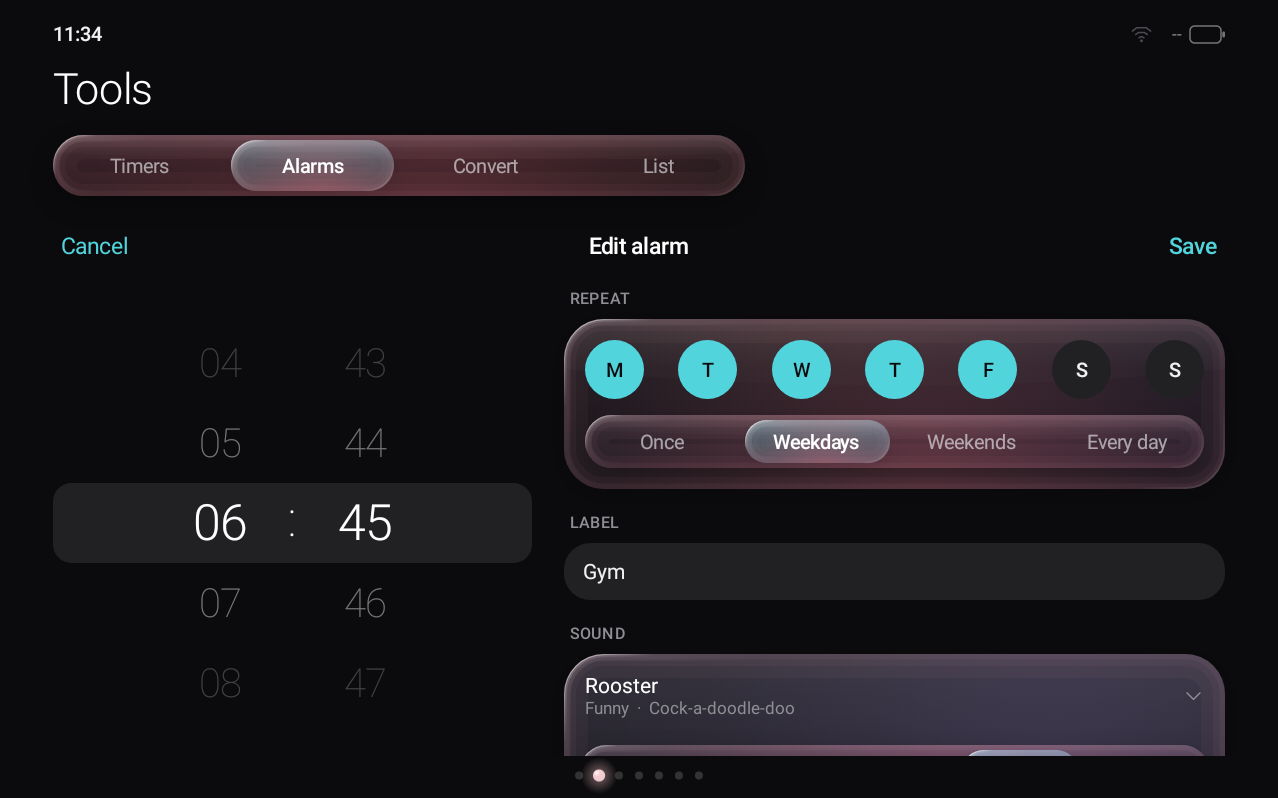 11:34
--
Tools
Timers Alarms Convert List
Cancel Edit alarm Save
REPEAT
M T W T F S S
Once Weekdays Weekends Every day
04 43
05 44
06 : 45
07 46
08 47
LABEL
Gym
SOUND
Rooster
Funny · Cock-a-doodle-doo